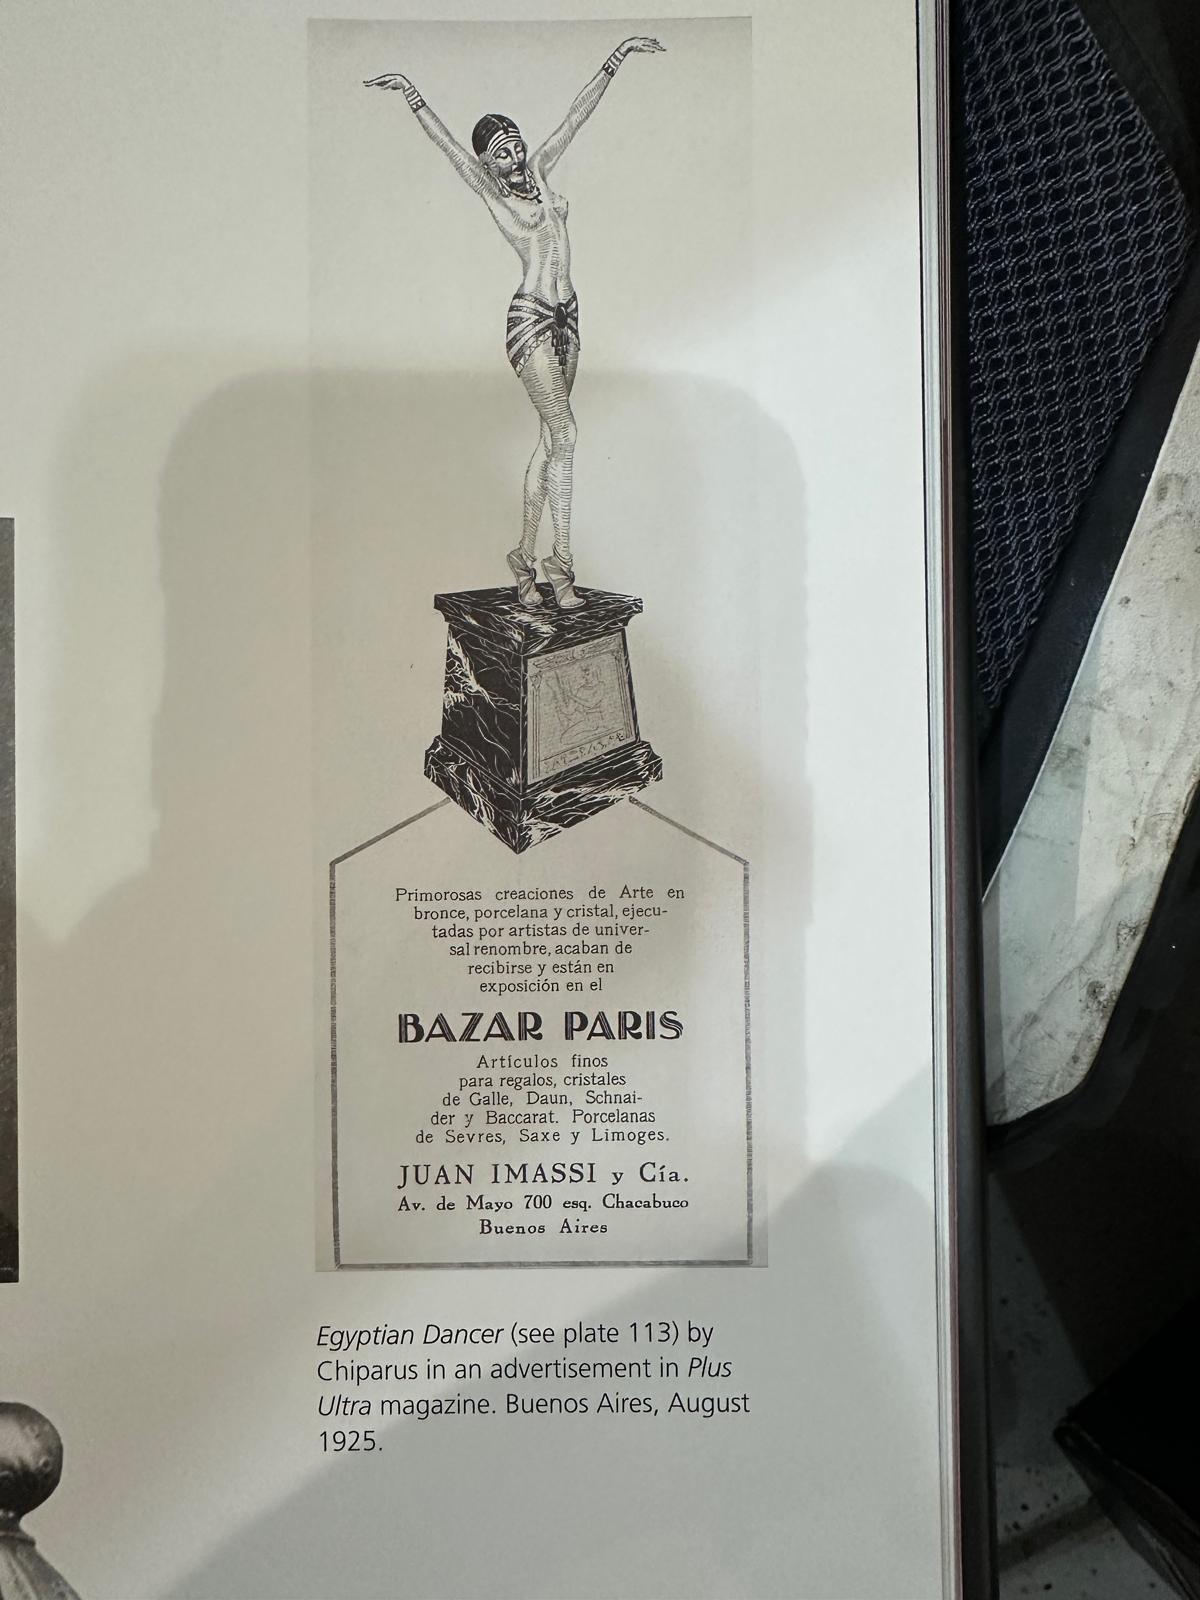 Primorosas creaciones de Arte en
bronce, porcelana y cristal, ejecu-
tadas por artistas de univer-
sal renombre, acaban de
recibirse y están en
exposición en el
BAZAR PARIS
Artículos finos
para regalos, cristales
de Galle, Daun, Schnai-
der y Baccarat. Porcelanas
de Sevres, Saxe y Limoges.
JUAN IMASSI y Cía.
Av. de Mayo 700 esq. Chacabuco
Buenos Aires
Egyptian Dancer (see plate 113) by
Chiparus in an advertisement in Plus
Ultra magazine. Buenos Aires, August
1925.